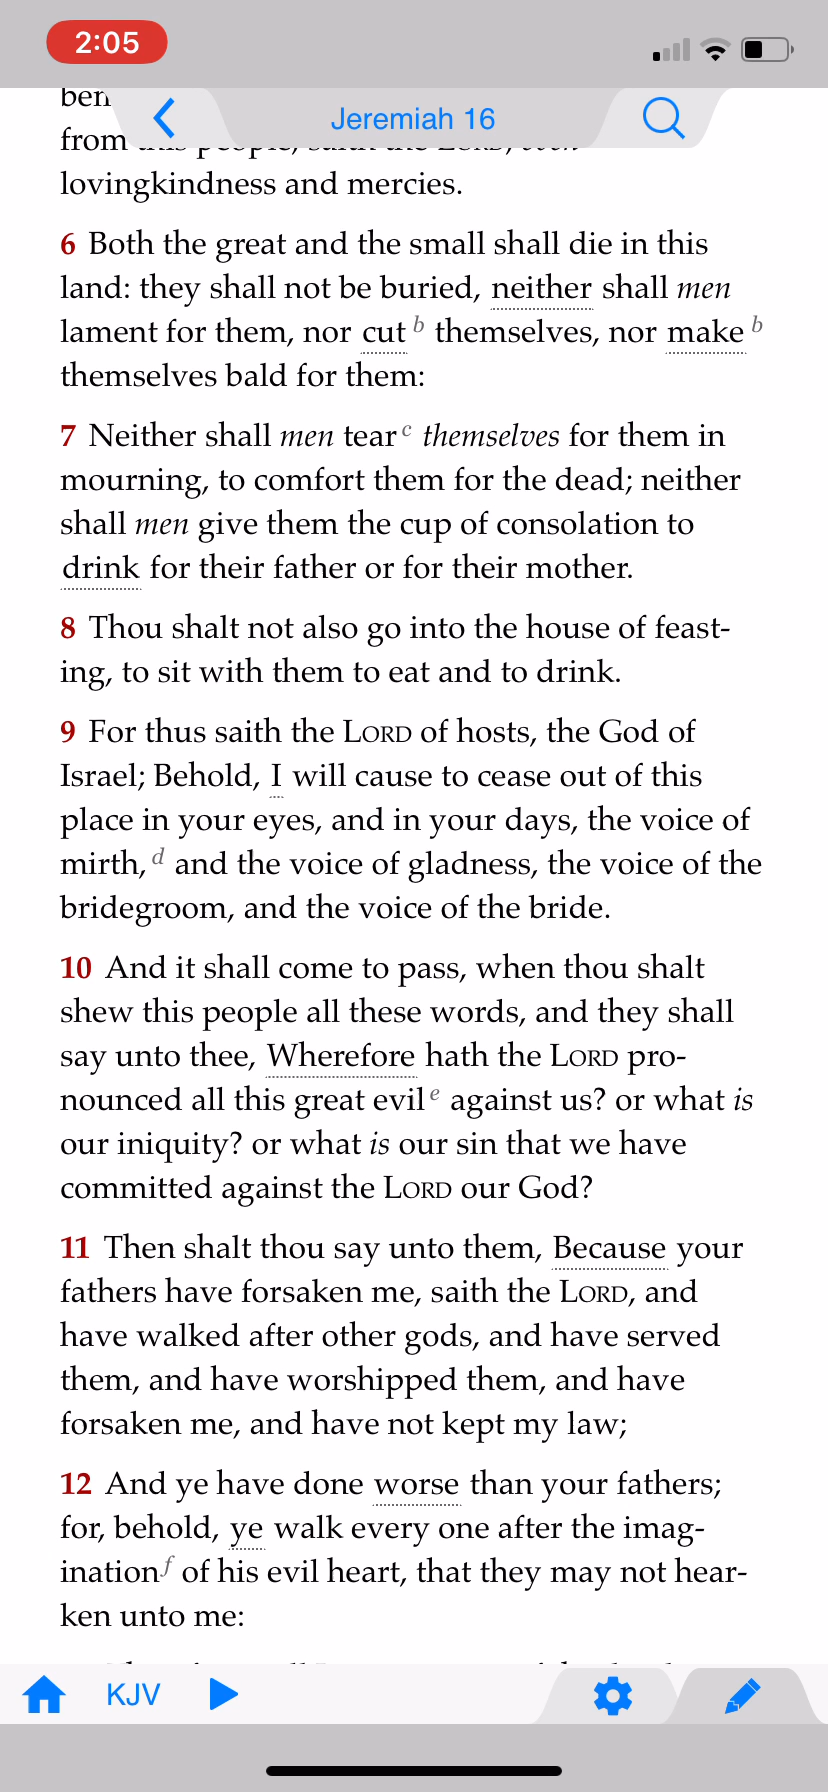 2:05
Jeremiah 16
from
lovingkindness and mercies.
6 Both the great and the small shall die in this
land: they shall not be buried, neither shall men
lament for them, nor cut b themselves, nor make b
themselves bald for them:
7 Neither shall men tear c themselves for them in
mourning, to comfort them for the dead; neither
shall men give them the cup of consolation to
drink for their father or for their mother.
8 Thou shalt not also go into the house of feast-
ing, to sit with them to eat and to drink.
9 For thus saith the LORD of hosts, the God of
Israel; Behold, I will cause to cease out of this
place in your eyes, and in your days, the voice of
mirth, d and the voice of gladness, the voice of the
bridegroom, and the voice of the bride.
10 And it shall come to pass, when thou shalt
shew this people all these words, and they shall
say unto thee, Wherefore hath the LORD pro-
nounced all this great evil e against us? or what is
our iniquity? or what is our sin that we have
committed against the LORD our God?
11 Then shalt thou say unto them, Because your
fathers have forsaken me, saith the LORD, and
have walked after other gods, and have served
them, and have worshipped them, and have
forsaken me, and have not kept my law;
12 And ye have done worse than your fathers;
for, behold, ye walk every one after the imag-
ination f of his evil heart, that they may not hear-
ken unto me:
KJV